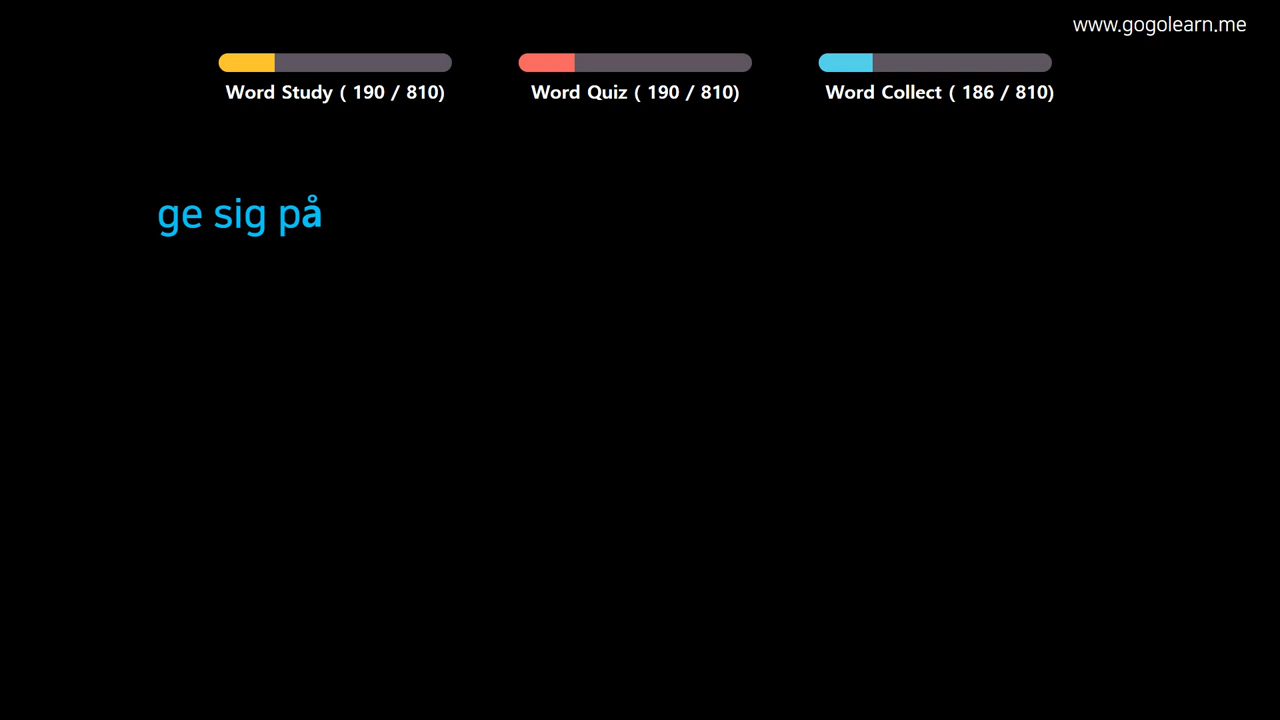 www.gogolearn.me
Word Study ( 190 / 810)
Word Quiz ( 190 / 810)
Word Collect ( 186 / 810)
ge sig på